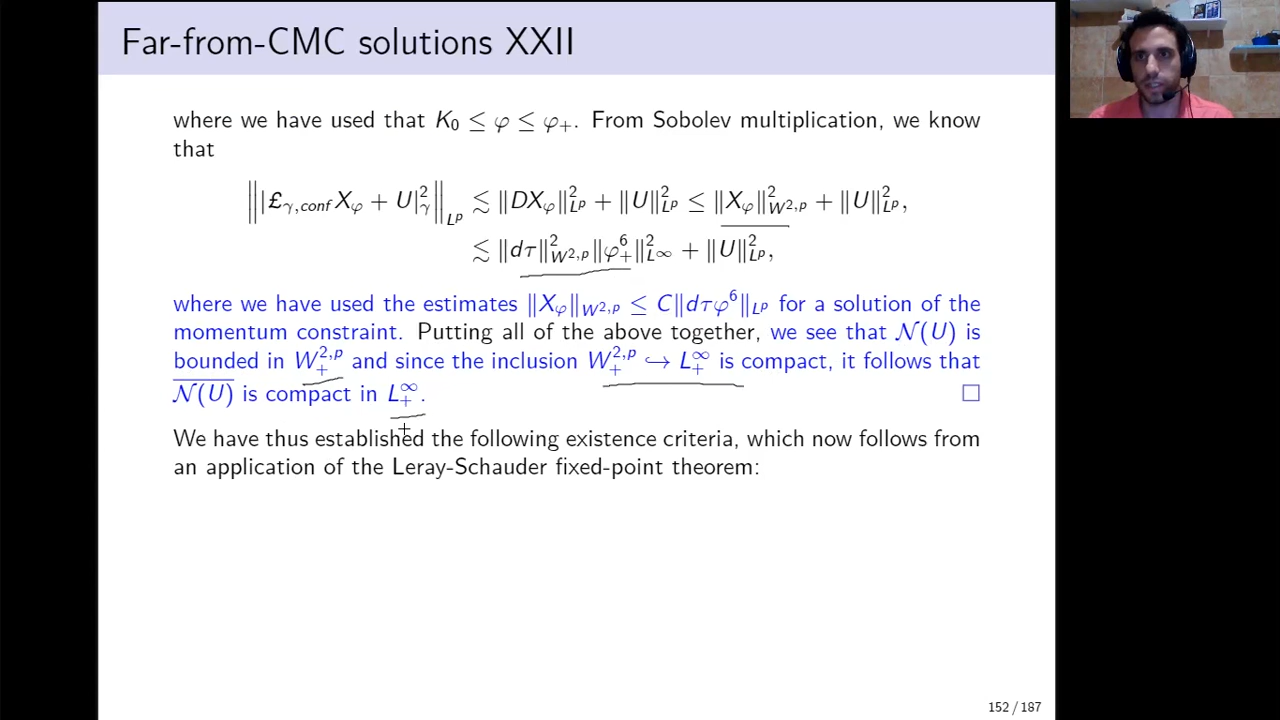 Far-from-CMC solutions XXII
where we have used that K₀ ≤ φ ≤ φ₊. From Sobolev multiplication, we know
that
‖|£_{γ,conf} X_φ + U|²_γ‖_{L^p} ≲ ‖DX_φ‖²_{L^p} + ‖U‖²_{L^p} ≤ ‖X_φ‖²_{W^{2,p}} + ‖U‖²_{L^p},
≲ ‖dτ‖²_{W^{2,p}}‖φ⁶₊‖²_{L^∞} + ‖U‖²_{L^p},
where we have used the estimates ‖X_φ‖_{W^{2,p}} ≤ C‖dτφ⁶‖_{L^p} for a solution of the
momentum constraint. Putting all of the above together, we see that 𝒩(U) is
bounded in W^{2,p}_+ and since the inclusion W^{2,p}_+ ↪ L^∞_+ is compact, it follows that
\overline{𝒩(U)} is compact in L^∞_+. □
We have thus established the following existence criteria, which now follows from
an application of the Leray-Schauder fixed-point theorem:
152 / 187